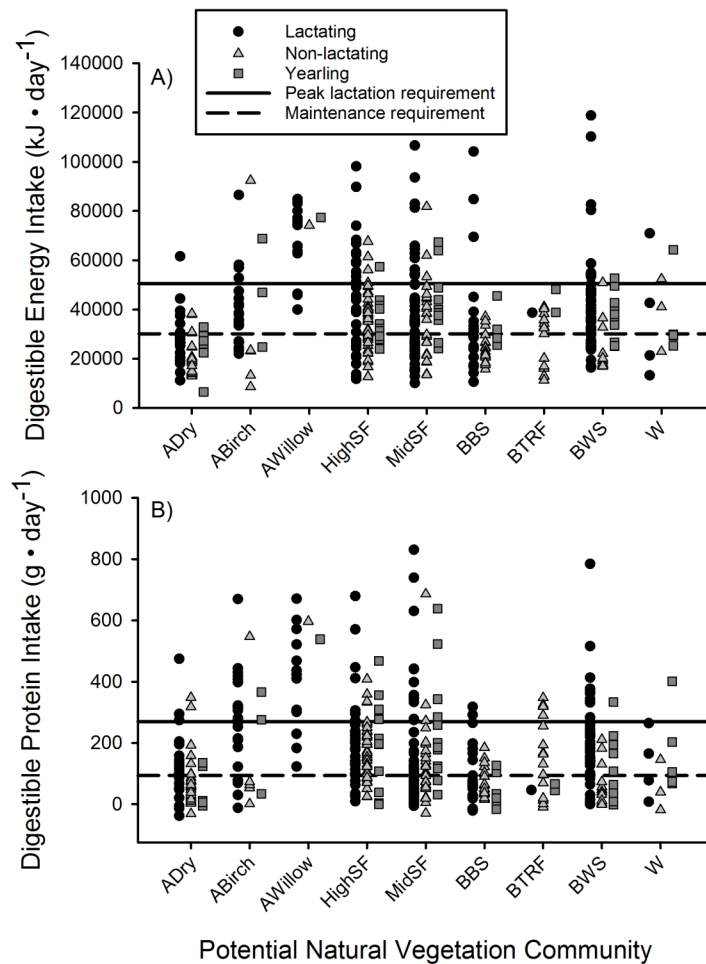 Lactating
Non-lactating
Yearling
Peak lactation requirement
Maintenance requirement
A)
Digestible Energy Intake (kJ • day-1)
140000
120000
100000
80000
60000
40000
20000
0
ADry
ABirch
AWillow
HighSF
MidSF
BBS
BTRF
BWS
W
B)
Digestible Protein Intake (g • day-1)
1000
800
600
400
200
0
ADry
ABirch
AWillow
HighSF
MidSF
BBS
BTRF
BWS
W
Potential Natural Vegetation Community